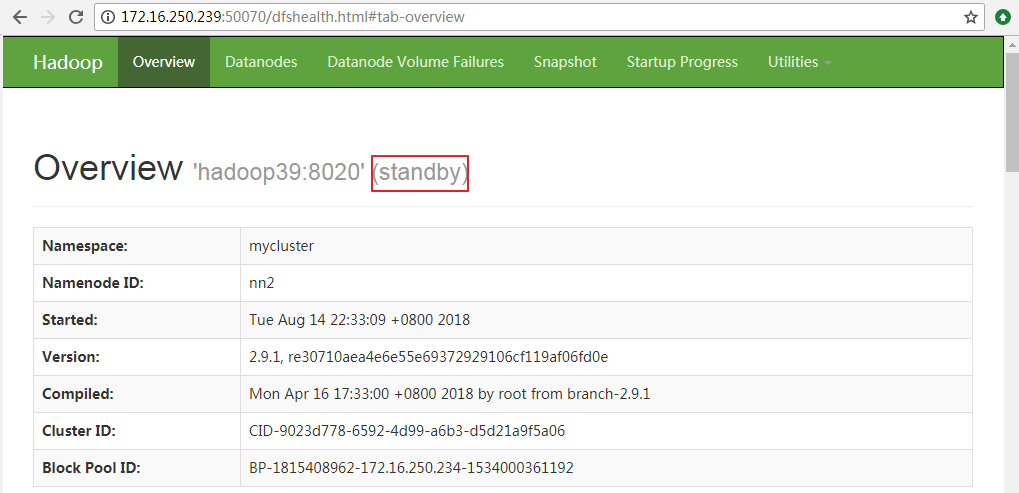 172.16.250.239:50070/dfshealth.html#tab-overview
Hadoop Overview Datanodes Datanode Volume Failures Snapshot Startup Progress Utilities
Overview 'hadoop39:8020' (standby)
Namespace: mycluster
Namenode ID: nn2
Started: Tue Aug 14 22:33:09 +0800 2018
Version: 2.9.1, re30710aea4e6e55e69372929106cf119af06fd0e
Compiled: Mon Apr 16 17:33:00 +0800 2018 by root from branch-2.9.1
Cluster ID: CID-9023d778-6592-4d99-a6b3-d5d21a9f5a06
Block Pool ID: BP-1815408962-172.16.250.234-1534000361192